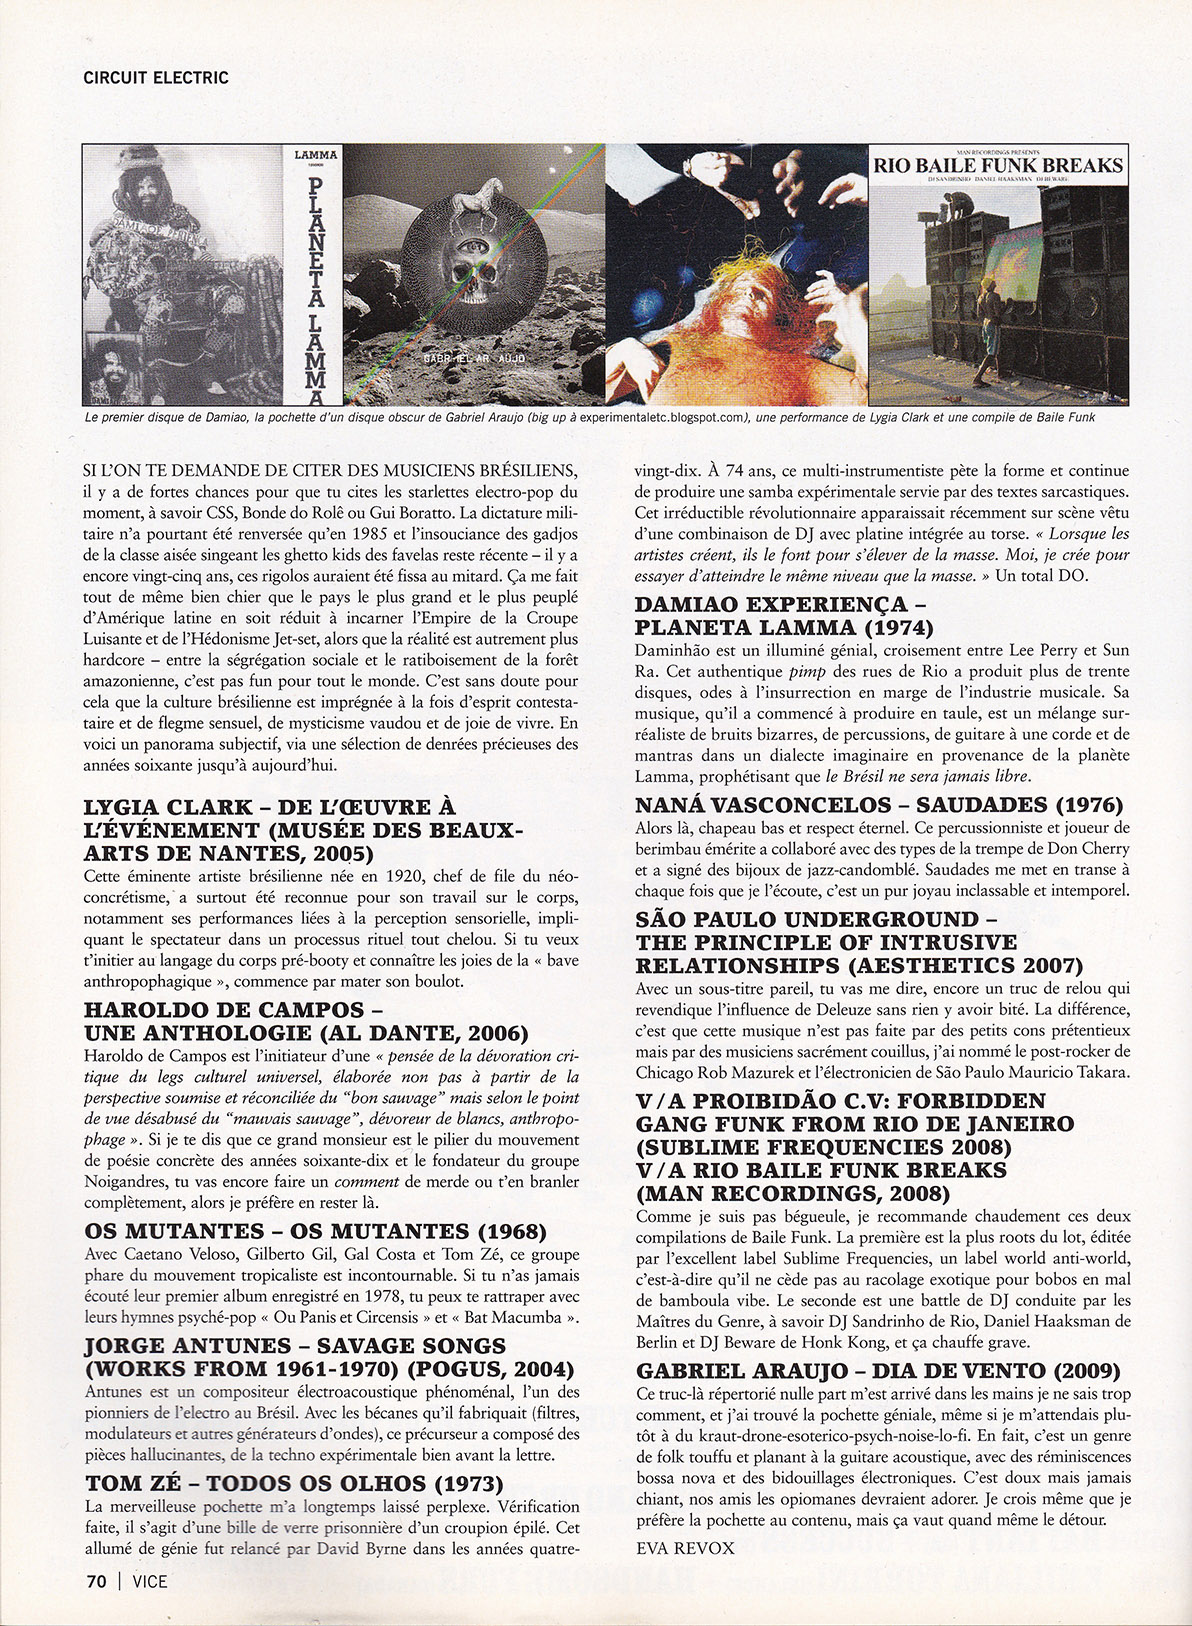 CIRCUIT ELECTRIC
DAMIAO EXPERIENÇA
LAMMA
PLANETA LAMMA
GABRIEL ARAUJO
MAN RECORDINGS PRESENTS
RIO BAILE FUNK BREAKS
DJ SANDRINHO DANIEL HAAKSMAN DJ BEWARE
Le premier disque de Damiao, la pochette d'un disque obscur de Gabriel Araujo (big up à experimentaletc.blogspot.com), une performance de Lygia Clark et une compile de Baile Funk
SI L'ON TE DEMANDE DE CITER DES MUSICIENS BRÉSILIENS,
il y a de fortes chances pour que tu cites les starlettes electro-pop du
moment, à savoir CSS, Bonde do Rolê ou Gui Boratto. La dictature mili-
taire n'a pourtant été renversée qu'en 1985 et l'insouciance des gadjos
de la classe aisée singeant les ghetto kids des favelas reste récente – il y a
encore vingt-cinq ans, ces rigolos auraient été fissa au mitard. Ça me fait
tout de même bien chier que le pays le plus grand et le plus peuplé
d'Amérique latine en soit réduit à incarner l'Empire de la Croupe
Luisante et de l'Hédonisme Jet-set, alors que la réalité est autrement plus
hardcore – entre la ségrégation sociale et le ratiboisement de la forêt
amazonienne, c'est pas fun pour tout le monde. C'est sans doute pour
cela que la culture brésilienne est imprégnée à la fois d'esprit contesta-
taire et de flegme sensuel, de mysticisme vaudou et de joie de vivre. En
voici un panorama subjectif, via une sélection de denrées précieuses des
années soixante jusqu'à aujourd'hui.
LYGIA CLARK – DE L'ŒUVRE À
L'ÉVÉNEMENT (MUSÉE DES BEAUX-
ARTS DE NANTES, 2005)
Cette éminente artiste brésilienne née en 1920, chef de file du néo-
concrétisme, a surtout été reconnue pour son travail sur le corps,
notamment ses performances liées à la perception sensorielle, impli-
quant le spectateur dans un processus rituel tout chelou. Si tu veux
t'initier au langage du corps pré-booty et connaître les joies de la « bave
anthropophagique », commence par mater son boulot.
HAROLDO DE CAMPOS –
UNE ANTHOLOGIE (AL DANTE, 2006)
Haroldo de Campos est l'initiateur d'une « pensée de la dévoration cri-
tique du legs culturel universel, élaborée non pas à partir de la
perspective soumise et réconciliée du "bon sauvage" mais selon le point
de vue désabusé du "mauvais sauvage", dévoreur de blancs, anthropo-
phage ». Si je te dis que ce grand monsieur est le pilier du mouvement
de poésie concrète des années soixante-dix et le fondateur du groupe
Noigandres, tu vas encore faire un comment de merde ou t'en branler
complètement, alors je préfère en rester là.
OS MUTANTES – OS MUTANTES (1968)
Avec Caetano Veloso, Gilberto Gil, Gal Costa et Tom Zé, ce groupe
phare du mouvement tropicaliste est incontournable. Si tu n'as jamais
écouté leur premier album enregistré en 1978, tu peux te rattraper avec
leurs hymnes psyché-pop « Ou Panis et Circensis » et « Bat Macumba ».
JORGE ANTUNES – SAVAGE SONGS
(WORKS FROM 1961-1970) (POGUS, 2004)
Antunes est un compositeur électroacoustique phénoménal, l'un des
pionniers de l'electro au Brésil. Avec les bécanes qu'il fabriquait (filtres,
modulateurs et autres générateurs d'ondes), ce précurseur a composé des
pièces hallucinantes, de la techno expérimentale bien avant la lettre.
TOM ZÉ – TODOS OS OLHOS (1973)
La merveilleuse pochette m'a longtemps laissé perplexe. Vérification
faite, il s'agit d'une bille de verre prisonnière d'un croupion épilé. Cet
allumé de génie fut relancé par David Byrne dans les années quatre-
vingt-dix. À 74 ans, ce multi-instrumentiste pète la forme et continue
de produire une samba expérimentale servie par des textes sarcastiques.
Cet irréductible révolutionnaire apparaissait récemment sur scène vêtu
d'une combinaison de DJ avec platine intégrée au torse. « Lorsque les
artistes créent, ils le font pour s'élever de la masse. Moi, je crée pour
essayer d'atteindre le même niveau que la masse. » Un total DO.
DAMIAO EXPERIENÇA –
PLANETA LAMMA (1974)
Daminhão est un illuminé génial, croisement entre Lee Perry et Sun
Ra. Cet authentique pimp des rues de Rio a produit plus de trente
disques, odes à l'insurrection en marge de l'industrie musicale. Sa
musique, qu'il a commencé à produire en taule, est un mélange sur-
réaliste de bruits bizarres, de percussions, de guitare à une corde et de
mantras dans un dialecte imaginaire en provenance de la planète
Lamma, prophétisant que le Brésil ne sera jamais libre.
NANÁ VASCONCELOS – SAUDADES (1976)
Alors là, chapeau bas et respect éternel. Ce percussionniste et joueur de
berimbau émérite a collaboré avec des types de la trempe de Don Cherry
et a signé des bijoux de jazz-candomblé. Saudades me met en transe à
chaque fois que je l'écoute, c'est un pur joyau inclassable et intemporel.
SÃO PAULO UNDERGROUND –
THE PRINCIPLE OF INTRUSIVE
RELATIONSHIPS (AESTHETICS 2007)
Avec un sous-titre pareil, tu vas me dire, encore un truc de relou qui
revendique l'influence de Deleuze sans rien y avoir bité. La différence,
c'est que cette musique n'est pas faite par des petits cons prétentieux
mais par des musiciens sacrément couillus, j'ai nommé le post-rocker de
Chicago Rob Mazurek et l'électronicien de São Paulo Mauricio Takara.
V/A PROIBIDÃO C.V: FORBIDDEN
GANG FUNK FROM RIO DE JANEIRO
(SUBLIME FREQUENCIES 2008)
V/A RIO BAILE FUNK BREAKS
(MAN RECORDINGS, 2008)
Comme je suis pas bégueule, je recommande chaudement ces deux
compilations de Baile Funk. La première est la plus roots du lot, éditée
par l'excellent label Sublime Frequencies, un label world anti-world,
c'est-à-dire qu'il ne cède pas au racolage exotique pour bobos en mal
de bamboula vibe. Le seconde est une battle de DJ conduite par les
Maîtres du Genre, à savoir DJ Sandrinho de Rio, Daniel Haaksman de
Berlin et DJ Beware de Honk Kong, et ça chauffe grave.
GABRIEL ARAUJO – DIA DE VENTO (2009)
Ce truc-là répertorié nulle part m'est arrivé dans les mains je ne sais trop
comment, et j'ai trouvé la pochette géniale, même si je m'attendais plu-
tôt à du kraut-drone-esoterico-psych-noise-lo-fi. En fait, c'est un genre
de folk touffu et planant à la guitare acoustique, avec des réminiscences
bossa nova et des bidouillages électroniques. C'est doux mais jamais
chiant, nos amis les opiomanes devraient adorer. Je crois même que je
préfère la pochette au contenu, mais ça vaut quand même le détour.
EVA REVOX
70 | VICE